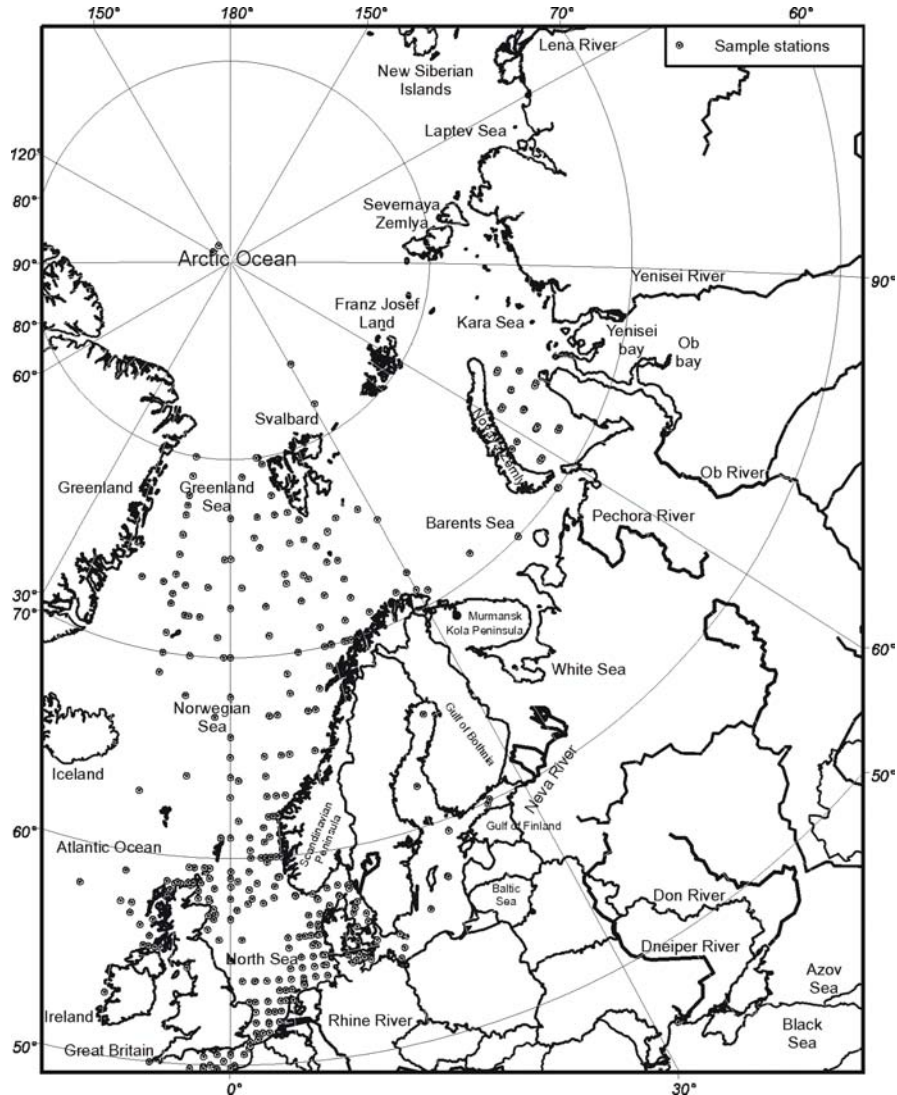 150°
180°
150°
70°
60°
Sample stations
Lena River
New Siberian
Islands
Laptev Sea
120°
80°
Severnaya
Zemlya
90°
Arctic Ocean
Yenisei River
90°
80°
Franz Josef
Land
Kara Sea
Yenisei
bay
Ob
bay
60°
Svalbard
Greenland
Greenland
Sea
Ob River
Barents Sea
Pechora River
30°
70°
Murmansk
Kola Peninsula
White Sea
60°
Norwegian
Sea
Gulf of Bothnia
Iceland
Neva River
50°
60°
Scandinavian
Peninsula
Gulf of Finland
Atlantic Ocean
Baltic
Sea
Don River
Dneiper River
North Sea
Azov
Sea
Ireland
Rhine River
Black
Sea
50°
Great Britain
0°
30°